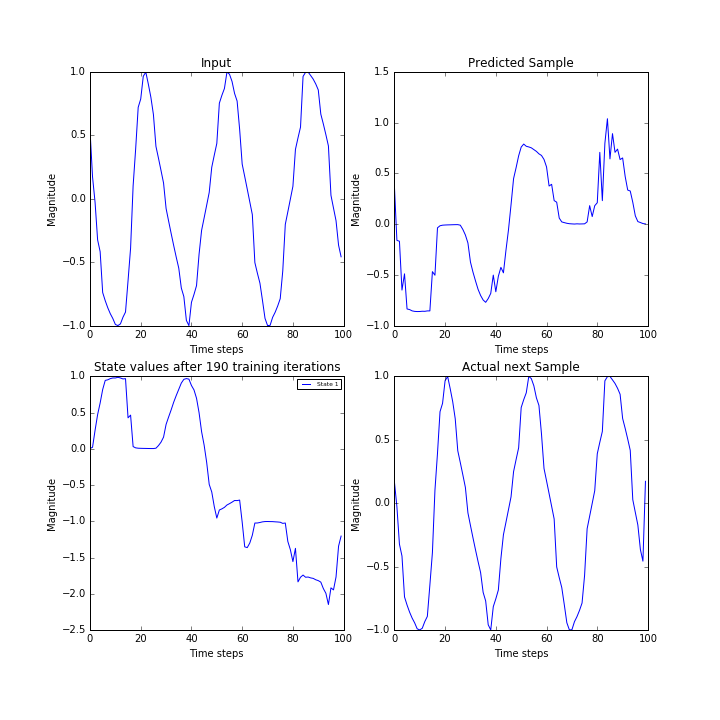 Input
1.0
0.5
0.0
−0.5
−1.0
Magnitude
0 20 40 60 80 100
Time steps
Predicted Sample
1.5
1.0
0.5
0.0
−0.5
−1.0
Magnitude
0 20 40 60 80 100
Time steps
State values after 190 training iterations
State 1
1.0
0.5
0.0
−0.5
−1.0
−1.5
−2.0
−2.5
Magnitude
0 20 40 60 80 100
Time steps
Actual next Sample
1.0
0.5
0.0
−0.5
−1.0
Magnitude
0 20 40 60 80 100
Time steps